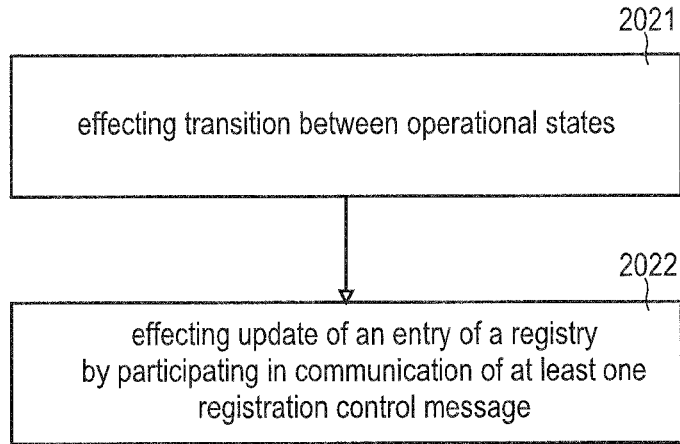 2021
effecting transition between operational states
2022
effecting update of an entry of a registry
by participating in communication of at least one
registration control message